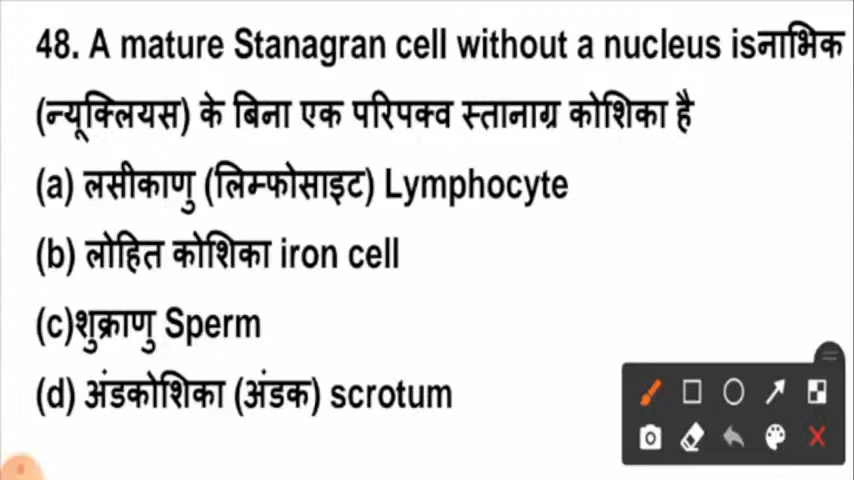 48. A mature Stanagran cell without a nucleus isनाभिक
(न्यूक्लियस) के बिना एक परिपक्व स्तानाग्र कोशिका है
(a) लसीकाणु (लिम्फोसाइट) Lymphocyte
(b) लोहित कोशिका iron cell
(c)शुक्राणु Sperm
(d) अंडकोशिका (अंडक) scrotum